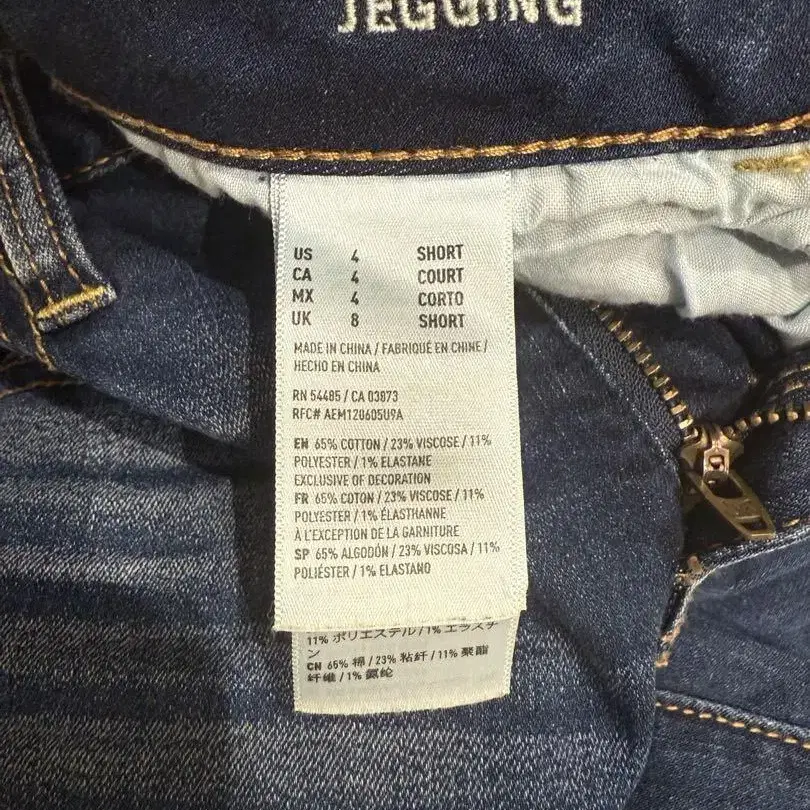 JEGGING
US 4 SHORT
CA 4 COURT
MX 4 CORTO
UK 8 SHORT
MADE IN CHINA / FABRIQUÉ EN CHINE /
HECHO EN CHINA
RN 54485 / CA 03873
RFC# AEM120605U9A
EN 65% COTTON / 23% VISCOSE / 11%
POLYESTER / 1% ELASTANE
EXCLUSIVE OF DECORATION
FR 65% COTON / 23% VISCOSE / 11%
POLYESTER / 1% ÉLASTHANNE
À L'EXCEPTION DE LA GARNITURE
SP 65% ALGODÓN / 23% VISCOSA / 11%
POLIÉSTER / 1% ELASTANO
11% ポリエステル / 1% エラスチ
ン
CN 65% 棉 / 23% 粘纤 / 11% 聚酯
纤维 / 1% 氨纶